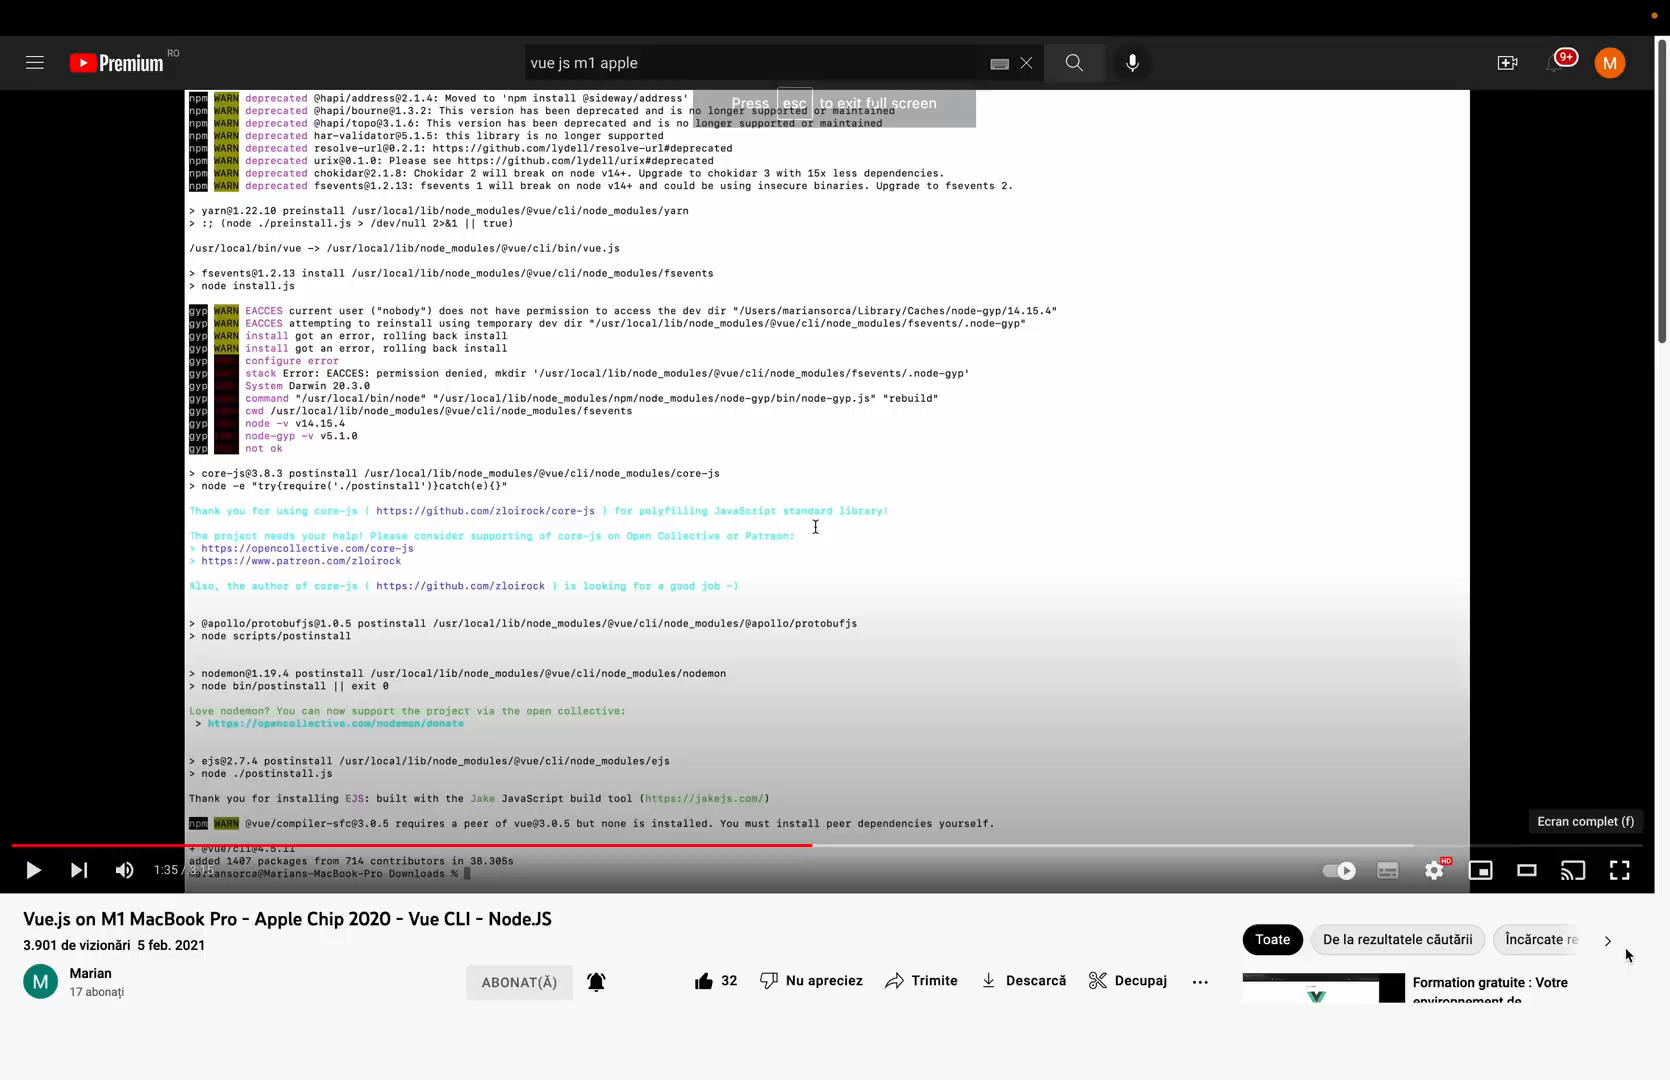 Premium RO
vue js m1 apple
9+
M
Press esc to exit full screen
npm WARN deprecated @hapi/address@2.1.4: Moved to 'npm install @sideway/address'
npm WARN deprecated @hapi/bourne@1.3.2: This version has been deprecated and is no longer supported or maintained
npm WARN deprecated @hapi/topo@3.1.6: This version has been deprecated and is no longer supported or maintained
npm WARN deprecated har-validator@5.1.5: this library is no longer supported
npm WARN deprecated resolve-url@0.2.1: https://github.com/lydell/resolve-url#deprecated
npm WARN deprecated urix@0.1.0: Please see https://github.com/lydell/urix#deprecated
npm WARN deprecated chokidar@2.1.8: Chokidar 2 will break on node v14+. Upgrade to chokidar 3 with 15x less dependencies.
npm WARN deprecated fsevents@1.2.13: fsevents 1 will break on node v14+ and could be using insecure binaries. Upgrade to fsevents 2.
> yarn@1.22.10 preinstall /usr/local/lib/node_modules/@vue/cli/node_modules/yarn
> :; (node ./preinstall.js > /dev/null 2>&1 || true)
/usr/local/bin/vue -> /usr/local/lib/node_modules/@vue/cli/bin/vue.js
> fsevents@1.2.13 install /usr/local/lib/node_modules/@vue/cli/node_modules/fsevents
> node install.js
gyp WARN EACCES current user ("nobody") does not have permission to access the dev dir "/Users/mariansorca/Library/Caches/node-gyp/14.15.4"
gyp WARN EACCES attempting to reinstall using temporary dev dir "/usr/local/lib/node_modules/@vue/cli/node_modules/fsevents/.node-gyp"
gyp WARN install got an error, rolling back install
gyp WARN install got an error, rolling back install
gyp configure error
gyp stack Error: EACCES: permission denied, mkdir '/usr/local/lib/node_modules/@vue/cli/node_modules/fsevents/.node-gyp'
gyp System Darwin 20.3.0
gyp command "/usr/local/bin/node" "/usr/local/lib/node_modules/npm/node_modules/node-gyp/bin/node-gyp.js" "rebuild"
gyp cwd /usr/local/lib/node_modules/@vue/cli/node_modules/fsevents
gyp node -v v14.15.4
gyp node-gyp -v v5.1.0
gyp not ok
> core-js@3.8.3 postinstall /usr/local/lib/node_modules/@vue/cli/node_modules/core-js
> node -e "try{require('./postinstall')}catch(e){}"
Thank you for using core-js ( https://github.com/zloirock/core-js ) for polyfilling JavaScript standard library!
The project needs your help! Please consider supporting of core-js on Open Collective or Patreon:
> https://opencollective.com/core-js
> https://www.patreon.com/zloirock
Also, the author of core-js ( https://github.com/zloirock ) is looking for a good job -)
> @apollo/protobufjs@1.0.5 postinstall /usr/local/lib/node_modules/@vue/cli/node_modules/@apollo/protobufjs
> node scripts/postinstall
> nodemon@1.19.4 postinstall /usr/local/lib/node_modules/@vue/cli/node_modules/nodemon
> node bin/postinstall || exit 0
Love nodemon? You can now support the project via the open collective:
> https://opencollective.com/nodemon/donate
> ejs@2.7.4 postinstall /usr/local/lib/node_modules/@vue/cli/node_modules/ejs
> node ./postinstall.js
Thank you for installing EJS: built with the Jake JavaScript build tool (https://jakejs.com/)
npm WARN @vue/compiler-sfc@3.0.5 requires a peer of vue@3.0.5 but none is installed. You must install peer dependencies yourself.
Ecran complet (f)
+ @vue/cli@4.5.11
added 1407 packages from 714 contributors in 38.305s
1:35 / 3:15
mariansorca@Marians-MacBook-Pro Downloads %
HD
Vue.js on M1 MacBook Pro - Apple Chip 2020 - Vue CLI - Node.JS
3.901 de vizionări 5 feb. 2021
M
Marian
17 abonați
ABONAT(Ă)
32
Nu apreciez
Trimite
Descarcă
Decupaj
Toate
De la rezultatele căutării
Încărcate re
Formation gratuite : Votre
environnement de